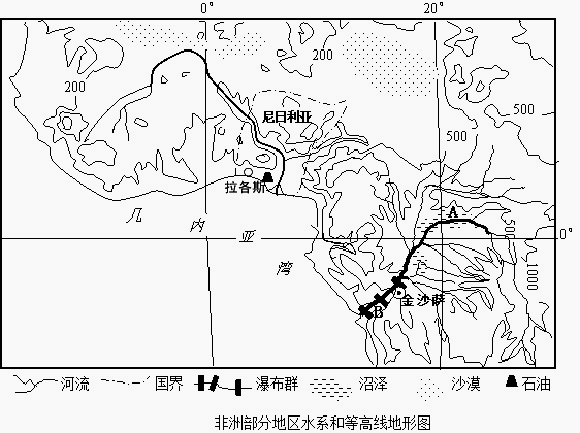 0° 20°
200
200
500
尼日利亚
500
拉各斯
A
几内亚湾
500
0°
1000
金沙萨
B
河流 国界 瀑布群 沼泽 沙漠 石油
非洲部分地区水系和等高线地形图